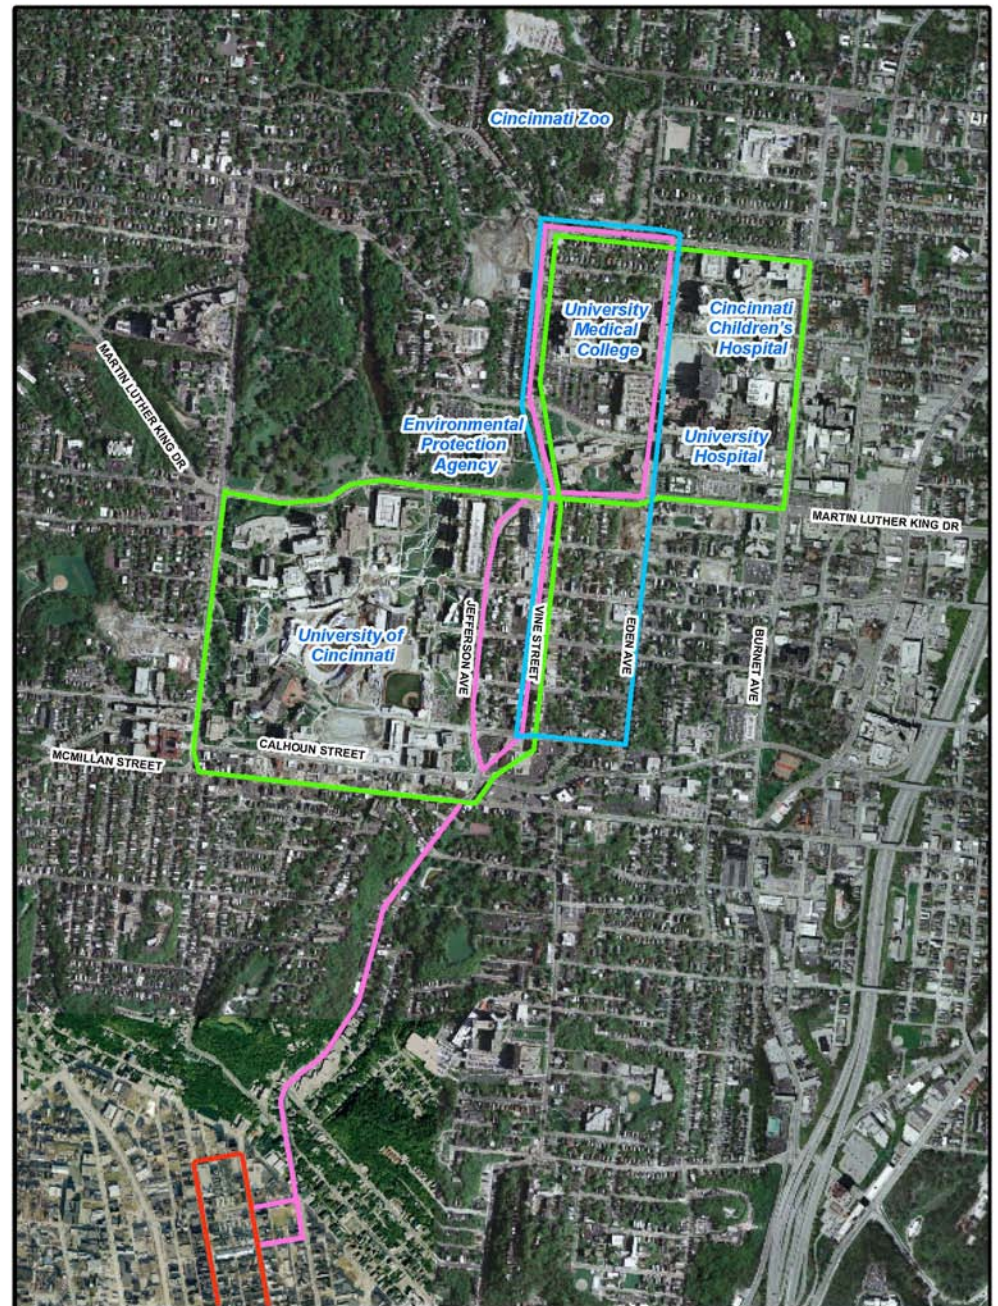 Cincinnati Zoo
University
Medical
College
Cincinnati
Children's
Hospital
MARTIN LUTHER KING DR
Environmental
Protection
Agency
University
Hospital
MARTIN LUTHER KING DR
JEFFERSON AVE
VINE STREET
EDEN AVE
BURNET AVE
University of
Cincinnati
CALHOUN STREET
MCMILLAN STREET